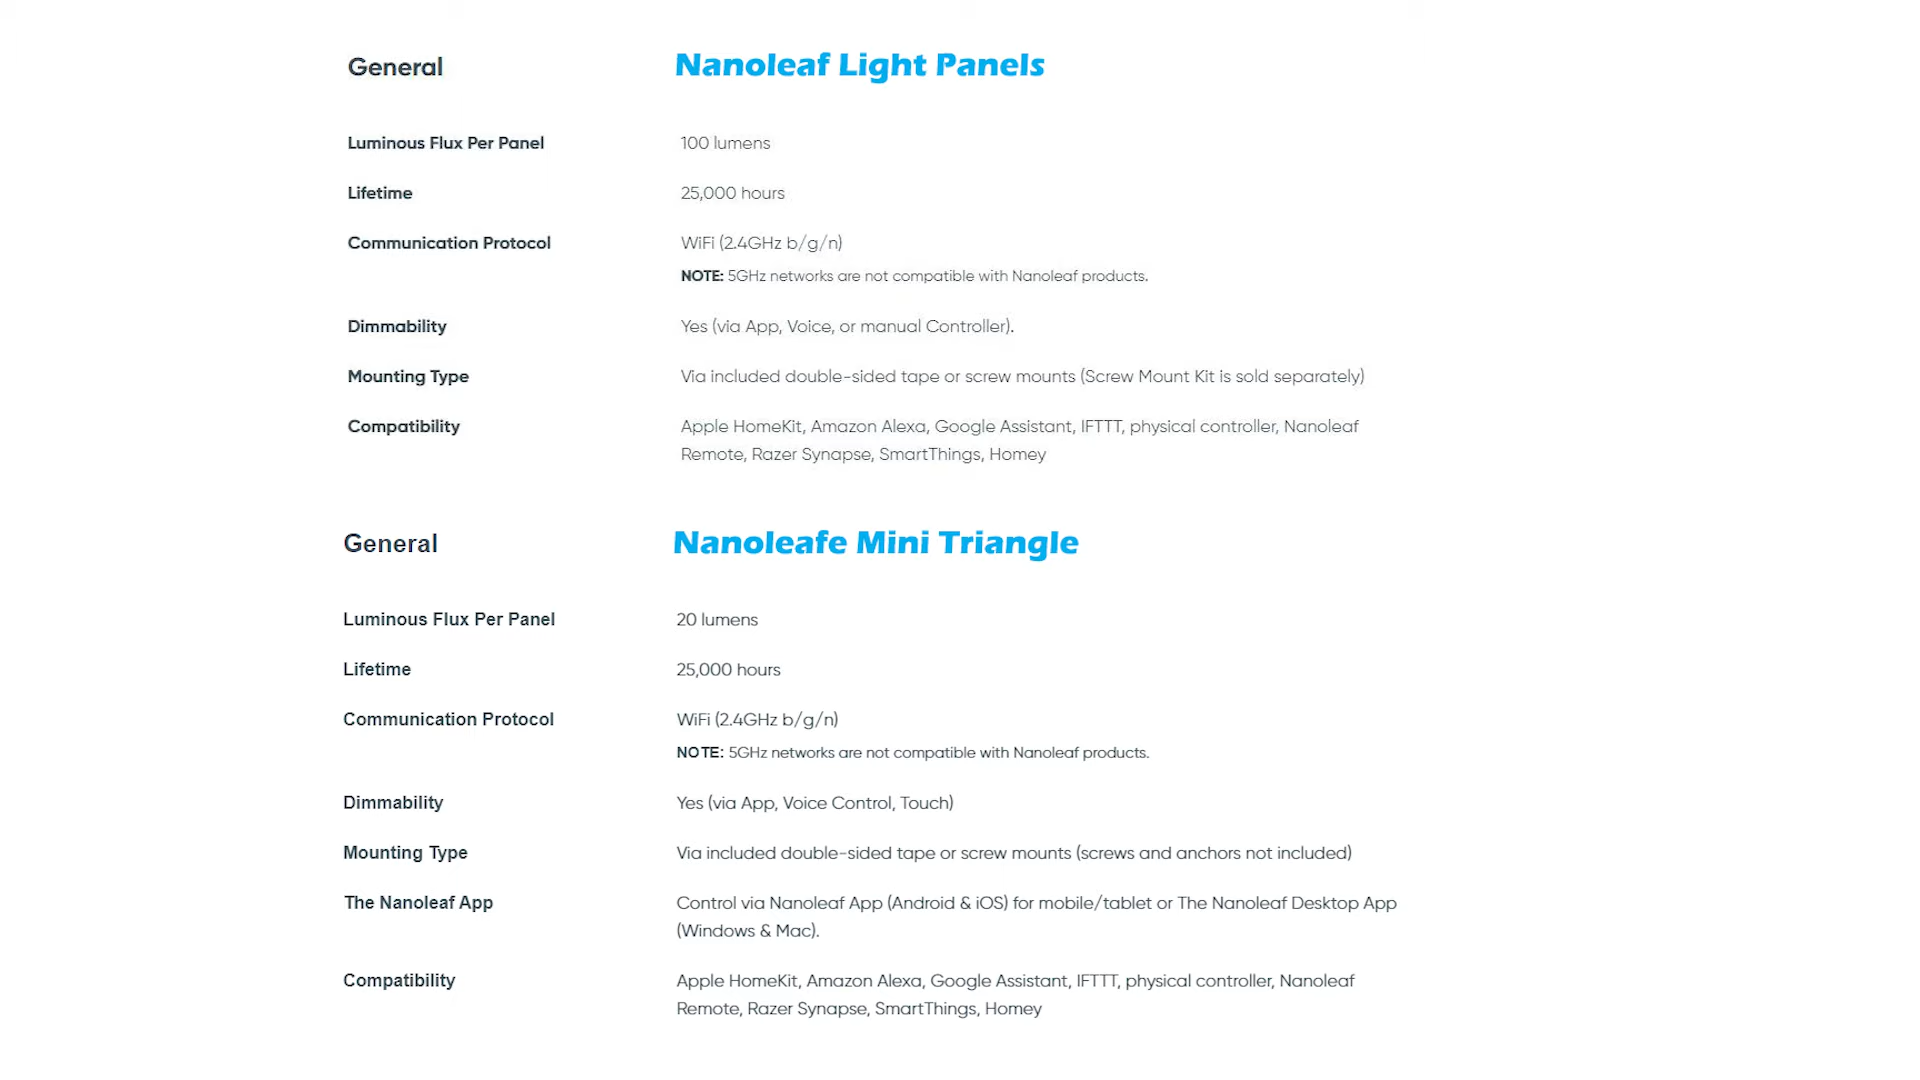 General
Nanoleaf Light Panels
Luminous Flux Per Panel
100 lumens
Lifetime
25,000 hours
Communication Protocol
WiFi (2.4GHz b/g/n)
NOTE: 5GHz networks are not compatible with Nanoleaf products.
Dimmability
Yes (via App, Voice, or manual Controller).
Mounting Type
Via included double-sided tape or screw mounts (Screw Mount Kit is sold separately)
Compatibility
Apple HomeKit, Amazon Alexa, Google Assistant, IFTTT, physical controller, Nanoleaf
Remote, Razer Synapse, SmartThings, Homey
General
Nanoleafe Mini Triangle
Luminous Flux Per Panel
20 lumens
Lifetime
25,000 hours
Communication Protocol
WiFi (2.4GHz b/g/n)
NOTE: 5GHz networks are not compatible with Nanoleaf products.
Dimmability
Yes (via App, Voice Control, Touch)
Mounting Type
Via included double-sided tape or screw mounts (screws and anchors not included)
The Nanoleaf App
Control via Nanoleaf App (Android & iOS) for mobile/tablet or The Nanoleaf Desktop App
(Windows & Mac).
Compatibility
Apple HomeKit, Amazon Alexa, Google Assistant, IFTTT, physical controller, Nanoleaf
Remote, Razer Synapse, SmartThings, Homey